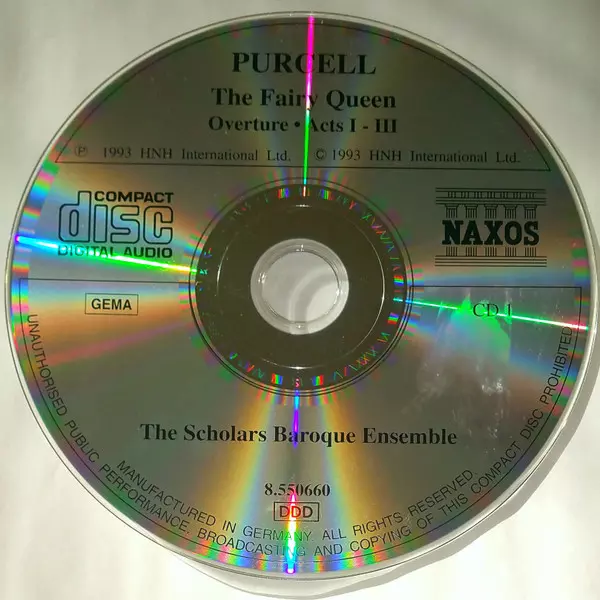 PURCELL
The Fairy Queen
Overture • Acts I - III
Ⓟ 1993 HNH International Ltd. © 1993 HNH International Ltd.
COMPACT
disc
DIGITAL AUDIO
NAXOS
GEMA
CD 1
The Scholars Baroque Ensemble
8.550660
DDD
MANUFACTURED IN GERMANY. ALL RIGHTS RESERVED.
UNAUTHORISED PUBLIC PERFORMANCE, BROADCASTING AND COPYING OF THIS COMPACT DISC PROHIBITED